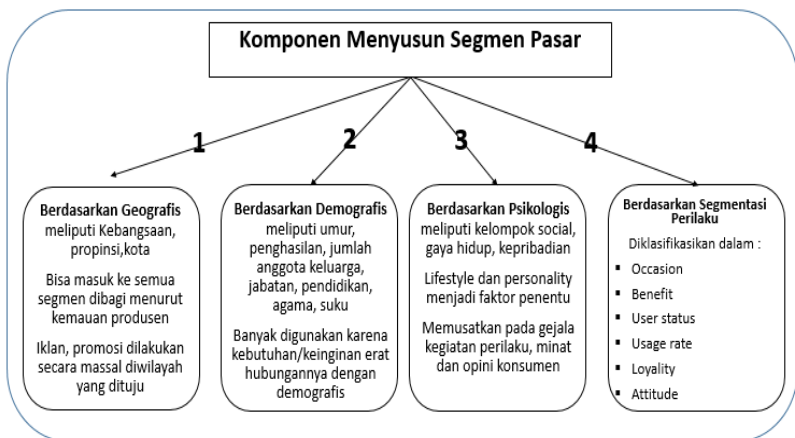 Komponen Menyusun Segmen Pasar
1
2
3
4
Berdasarkan Geografis
meliputi Kebangsaan,
propinsi,kota
Bisa masuk ke semua
segmen dibagi menurut
kemauan produsen
Iklan, promosi dilakukan
secara massal diwilayah
yang dituju
Berdasarkan Demografis
meliputi umur,
penghasilan, jumlah
anggota keluarga,
jabatan, pendidikan,
agama, suku
Banyak digunakan karena
kebutuhan/keinginan erat
hubungannya dengan
demografis
Berdasarkan Psikologis
meliputi kelompok social,
gaya hidup, kepribadian
Lifestyle dan personality
menjadi faktor penentu
Memusatkan pada gejala
kegiatan perilaku, minat
dan opini konsumen
Berdasarkan Segmentasi
Perilaku
Diklasifikasikan dalam :
▪ Occasion
▪ Benefit
▪ User status
▪ Usage rate
▪ Loyality
▪ Attitude